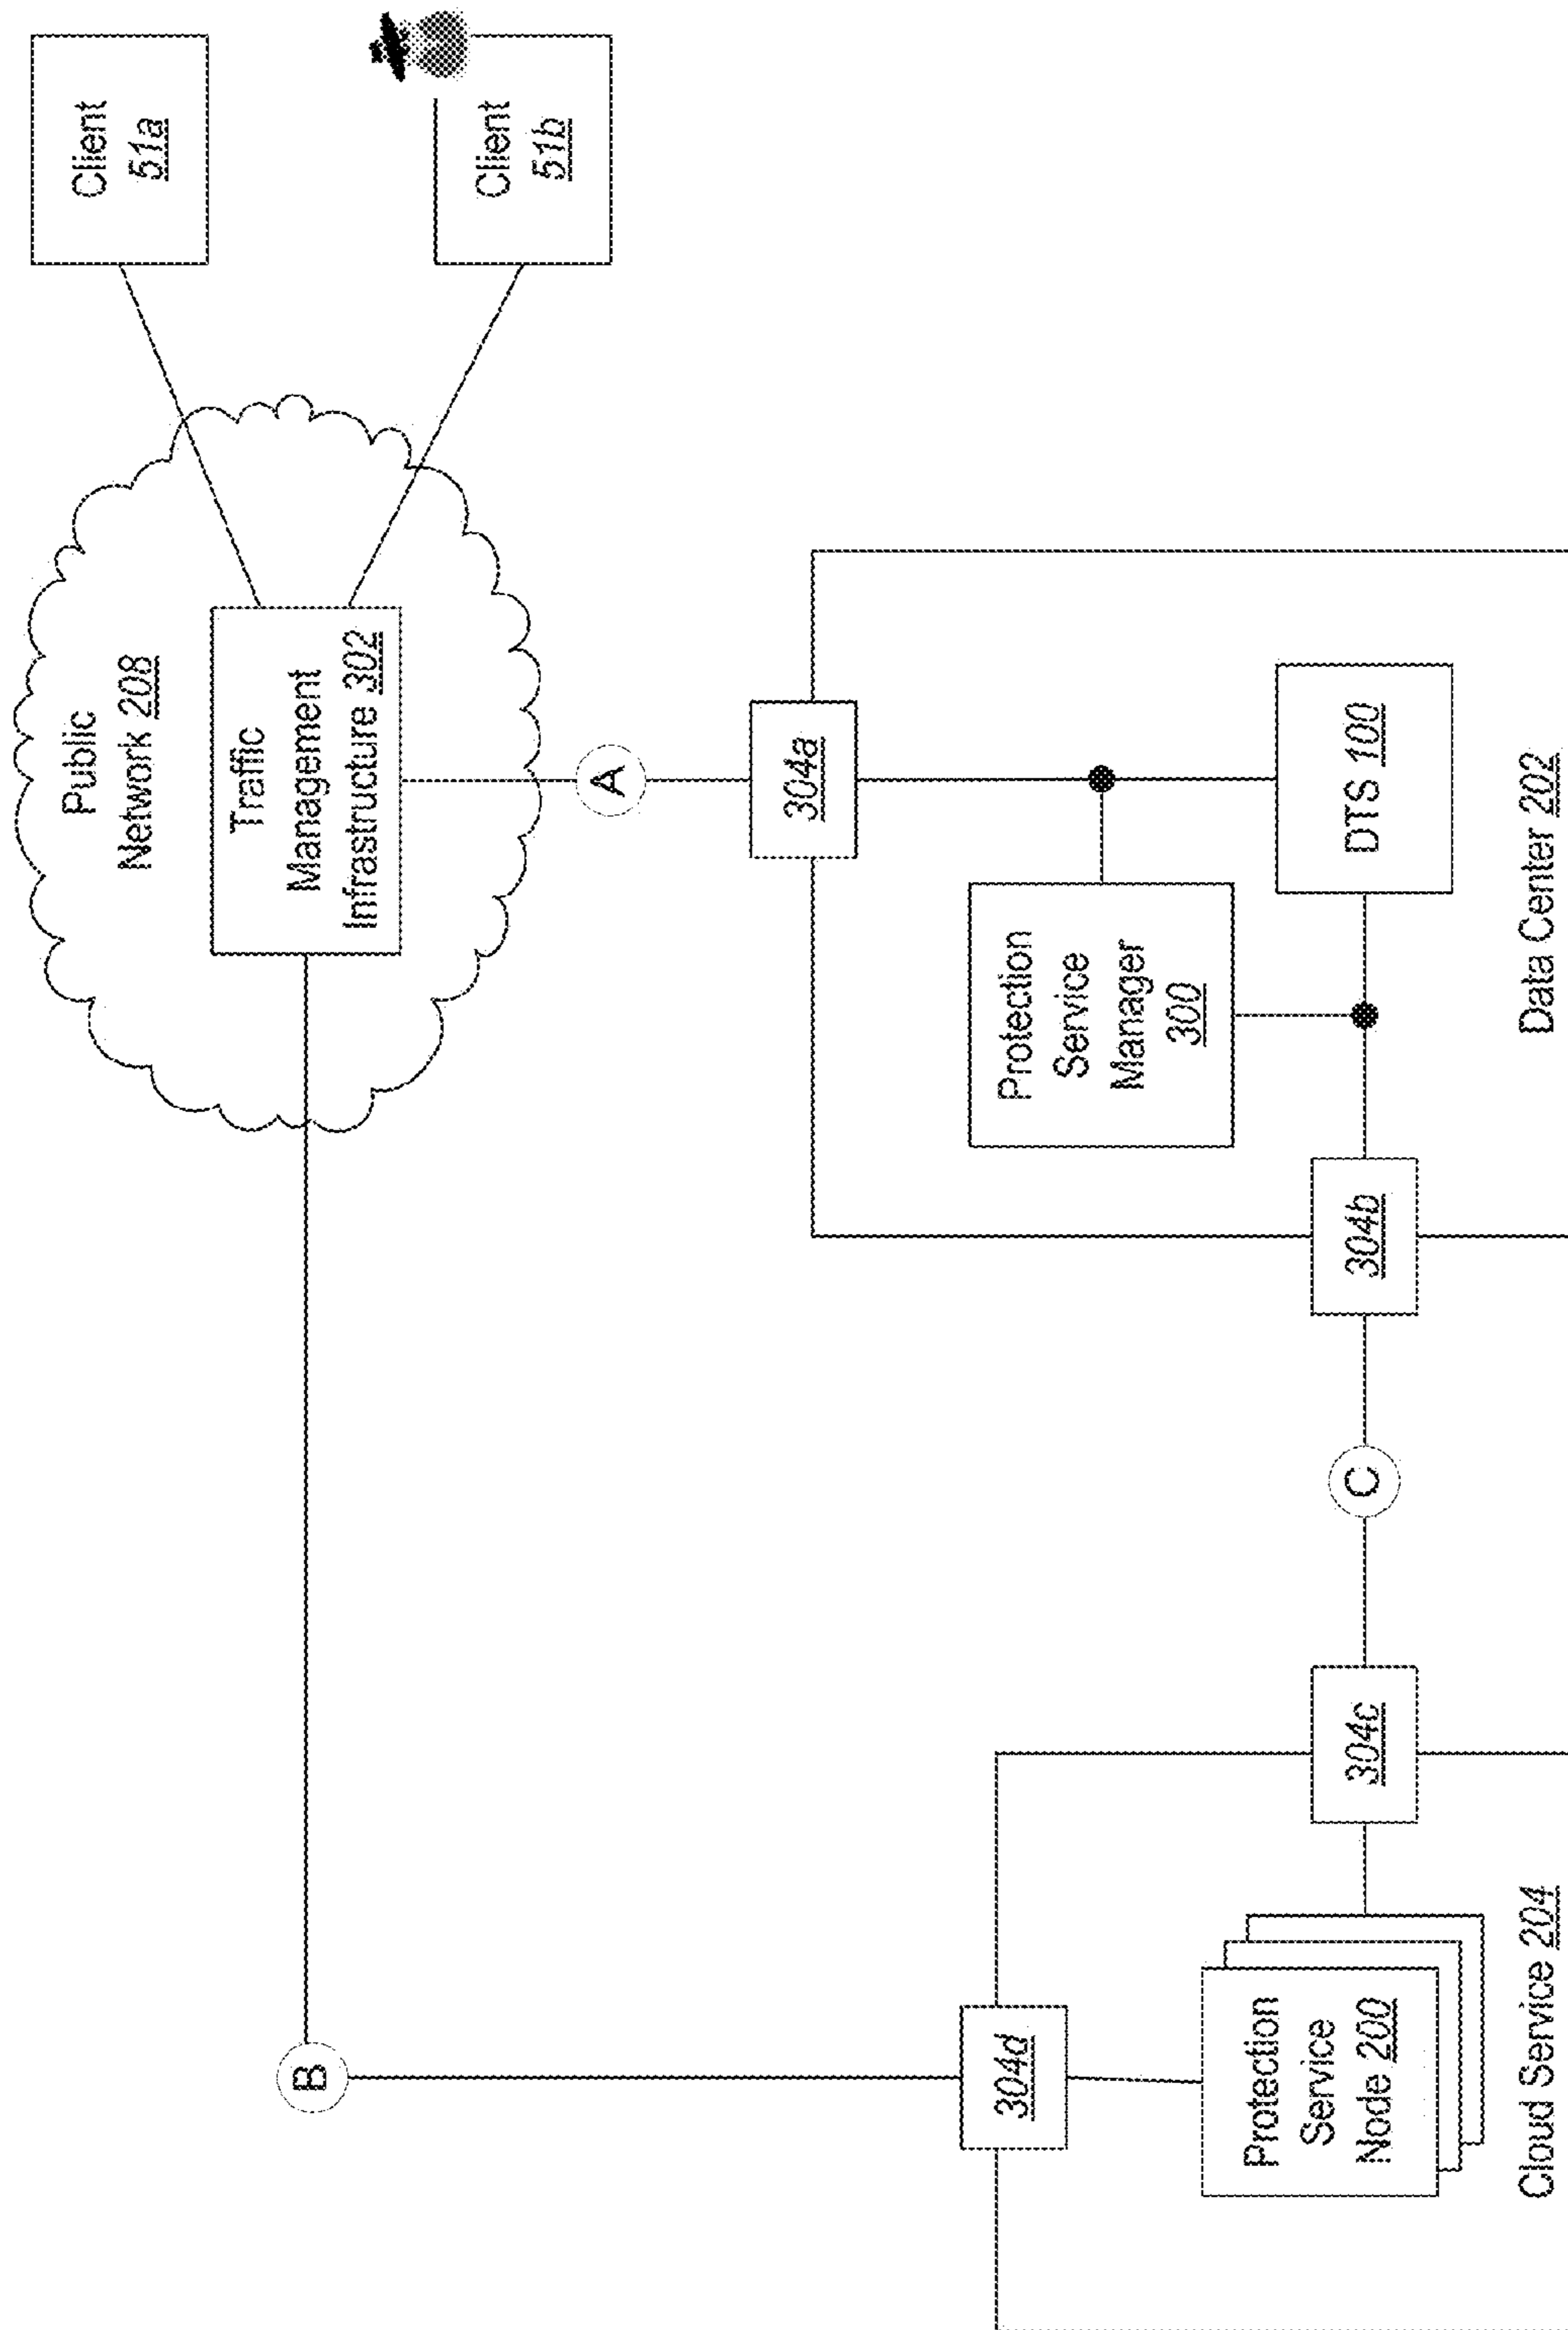 Public
Network 208
Traffic
Management
Infrastructure 302
Client
51a
Client
51b
B
A
304d
304a
Protection
Service
Manager
300
Protection
Service
Node 200
304c
C
304b
DTS 100
Cloud Service 204
Data Center 202